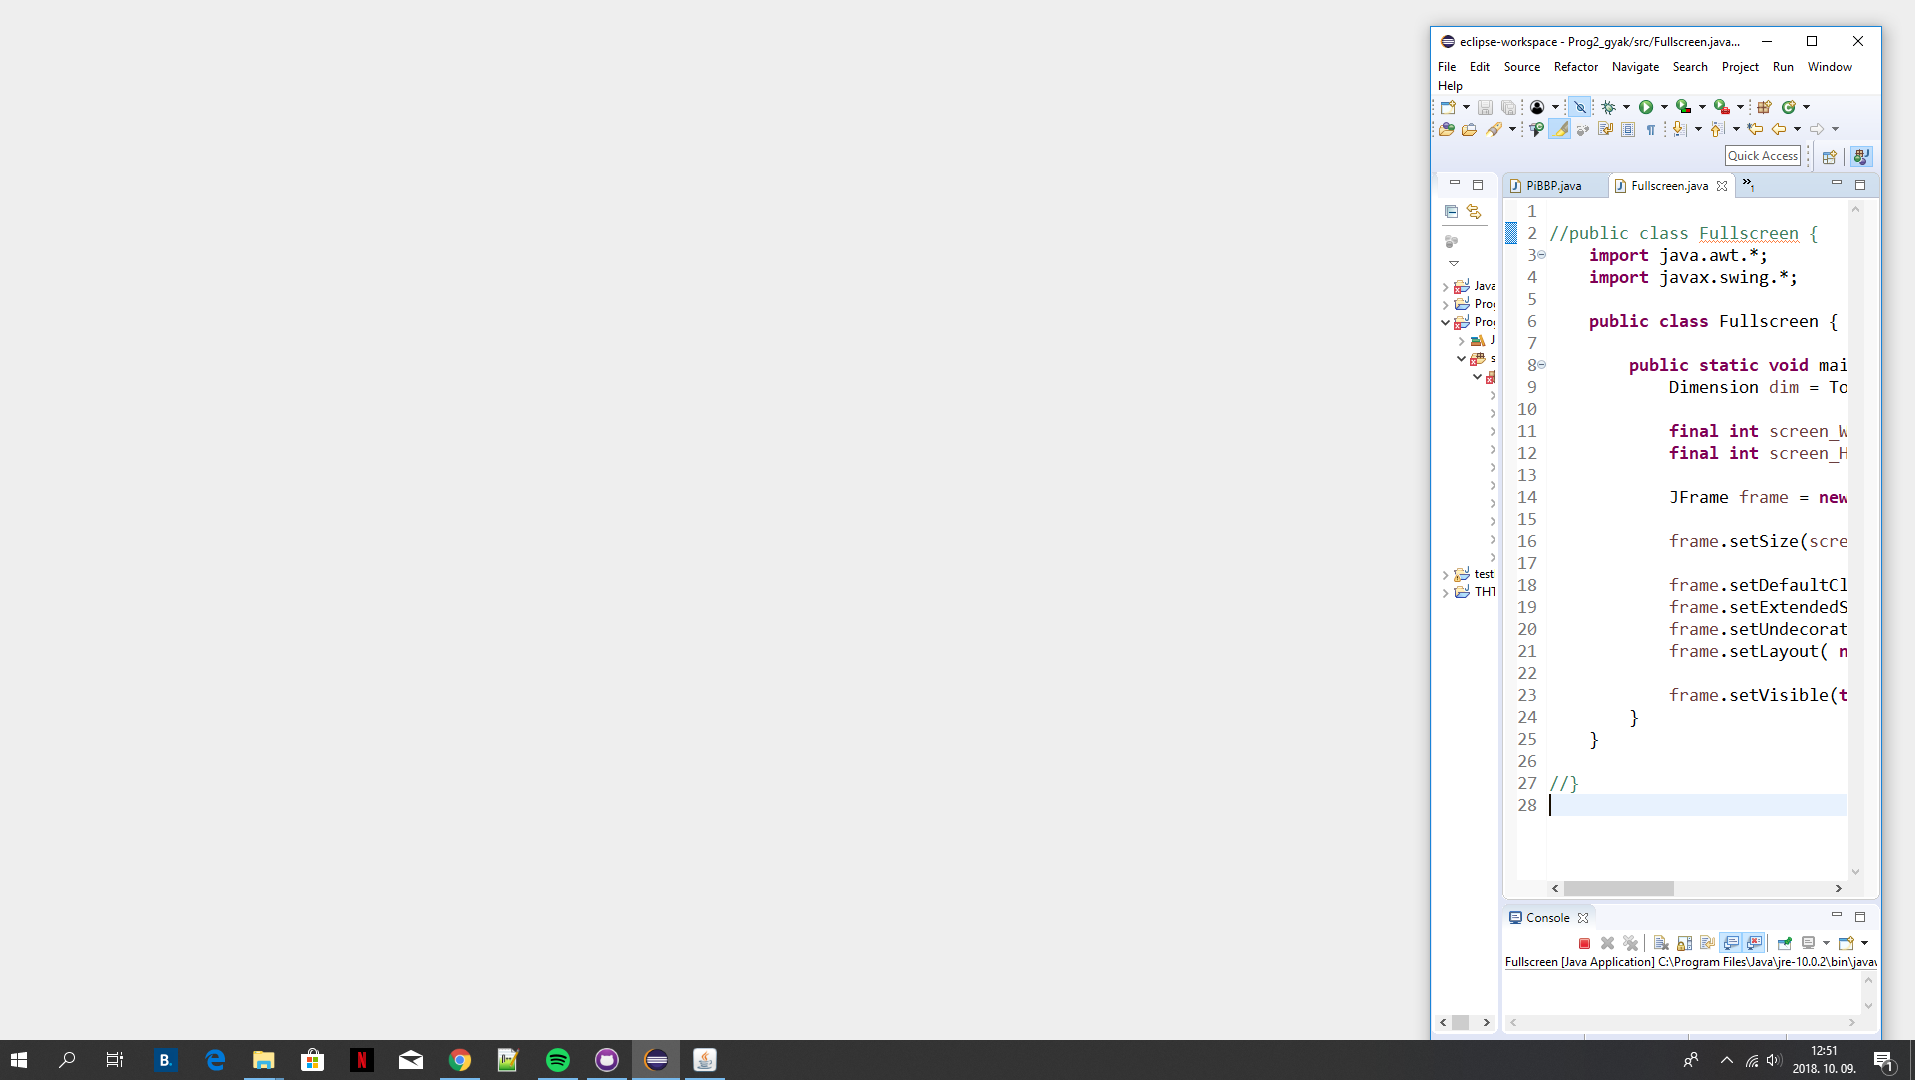 eclipse-workspace - Prog2_gyak/src/Fullscreen.java...
File Edit Source Refactor Navigate Search Project Run Window
Help
Quick Access
PiBBP.java Fullscreen.java »1
Java
Prog
Prog
J
s
test
THT
1
2 //public class Fullscreen {
3 import java.awt.*;
4 import javax.swing.*;
5
6 public class Fullscreen {
7
8 public static void mai
9 Dimension dim = To
10
11 final int screen_W
12 final int screen_H
13
14 JFrame frame = new
15
16 frame.setSize(scre
17
18 frame.setDefaultCl
19 frame.setExtendedS
20 frame.setUndecorat
21 frame.setLayout( n
22
23 frame.setVisible(t
24 }
25 }
26
27 //}
28
Console
Fullscreen [Java Application] C:\Program Files\Java\jre-10.0.2\bin\javaw
B.
N
12:51
2018. 10. 09.
1